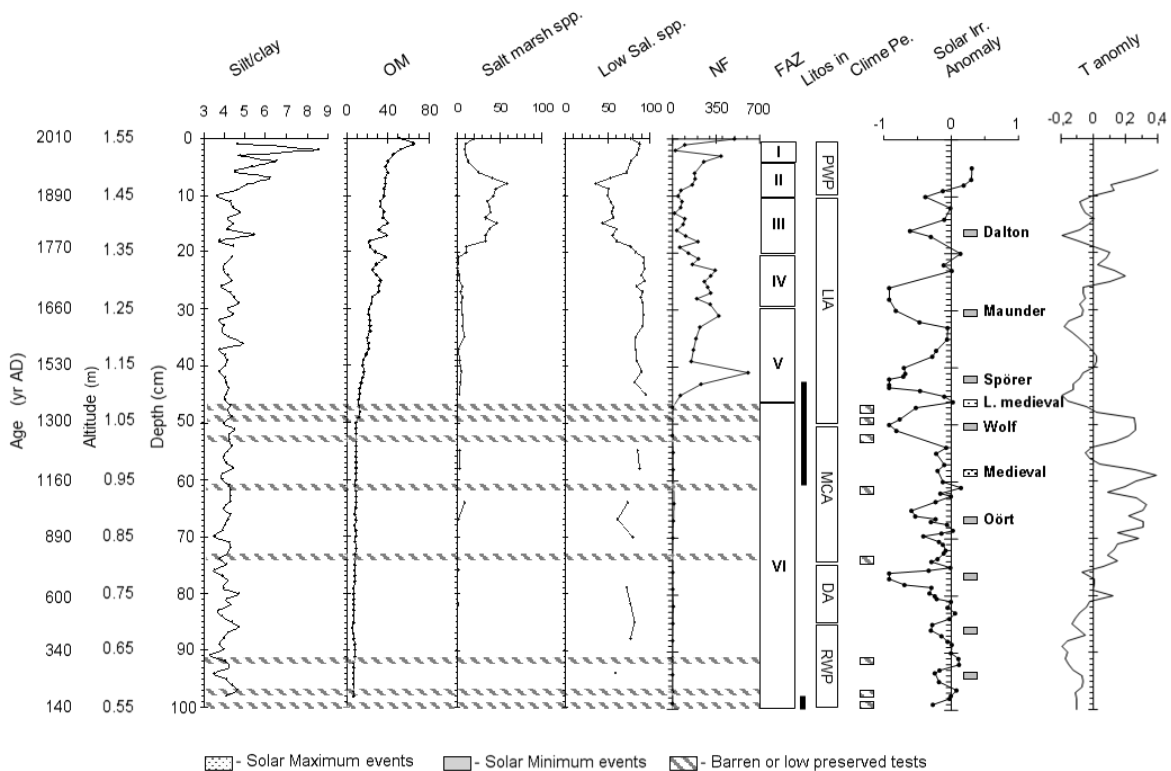 Silt/clay OM Salt marsh spp. Low Sal. spp. NF FAZ Litos in Clime Pe. Solar Irr. Anomaly T anomly
3 4 5 6 7 8 9 0 40 80 0 50 100 0 50 100 0 350 700 -1 0 1 -0,2 0 0,2 0,4
Age (yr AD) Altitude (m) Depth (cm)
2010 1.55 0
I PWP
II
1890 1.45 10
III Dalton
1770 1.35 20
IV LIA
1660 1.25 30 Maunder
V
1530 1.15 40
Spörer
L. medieval
1300 1.05 50 Wolf
MCA
1160 0.95 60 Medieval
Oört
890 0.85 70
VI
600 0.75 80 DA
340 0.65 90 RWP
140 0.55 100
- Solar Maximum events - Solar Minimum events - Barren or low preserved tests